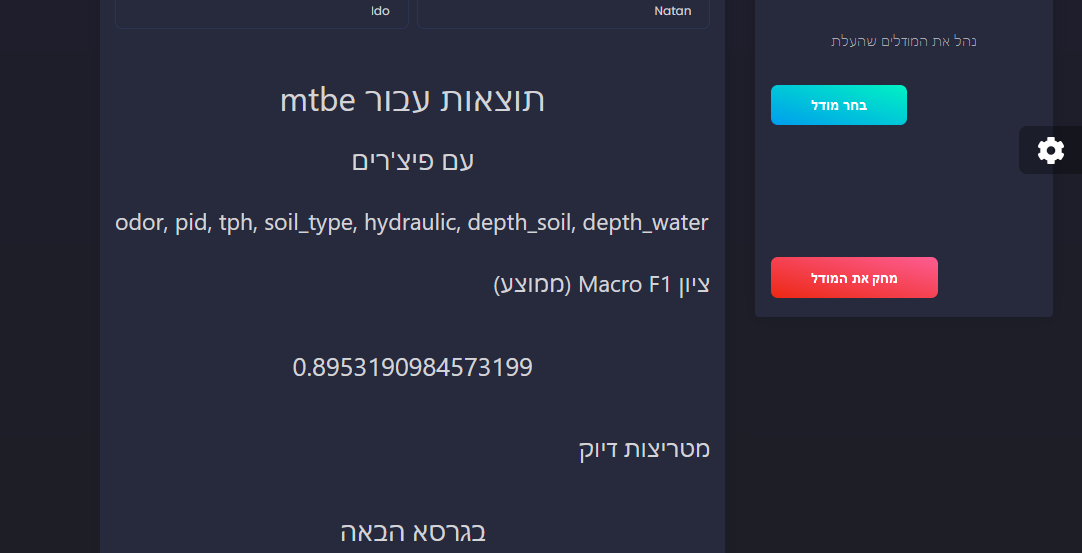 Natan
Ido
תוצאות עבור mtbe
עם פיצ'רים
odor, pid, tph, soil_type, hydraulic, depth_soil, depth_water
ציון Macro F1 (ממוצע)
0.8953190984573199
מטריצות דיוק
בגרסא הבאה
נהל את המודלים שהעלת
בחר מודל
מחק את המודל